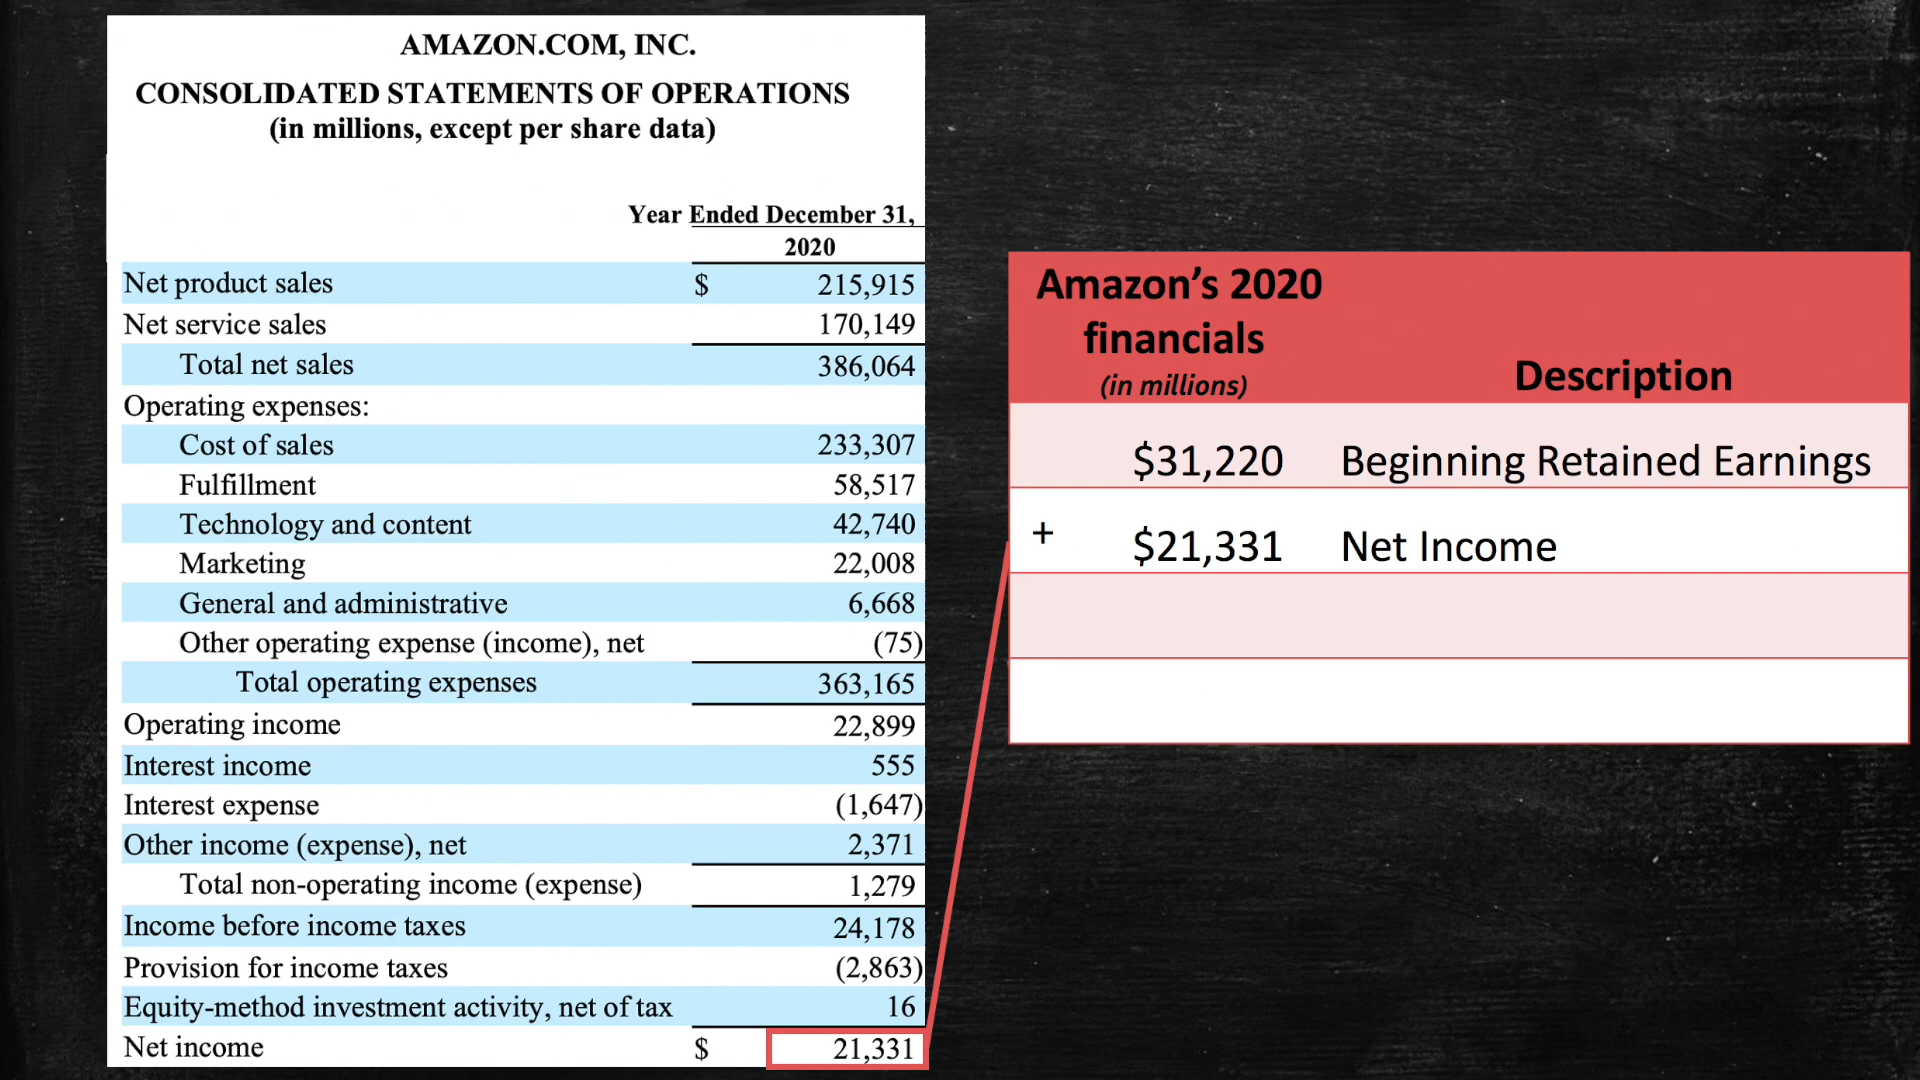 AMAZON.COM, INC.
CONSOLIDATED STATEMENTS OF OPERATIONS
(in millions, except per share data)
Year Ended December 31,
2020
Net product sales $ 215,915
Net service sales 170,149
Total net sales 386,064
Operating expenses:
Cost of sales 233,307
Fulfillment 58,517
Technology and content 42,740
Marketing 22,008
General and administrative 6,668
Other operating expense (income), net (75)
Total operating expenses 363,165
Operating income 22,899
Interest income 555
Interest expense (1,647)
Other income (expense), net 2,371
Total non-operating income (expense) 1,279
Income before income taxes 24,178
Provision for income taxes (2,863)
Equity-method investment activity, net of tax 16
Net income $ 21,331
Amazon’s 2020
financials
(in millions) Description
$31,220 Beginning Retained Earnings
+ $21,331 Net Income